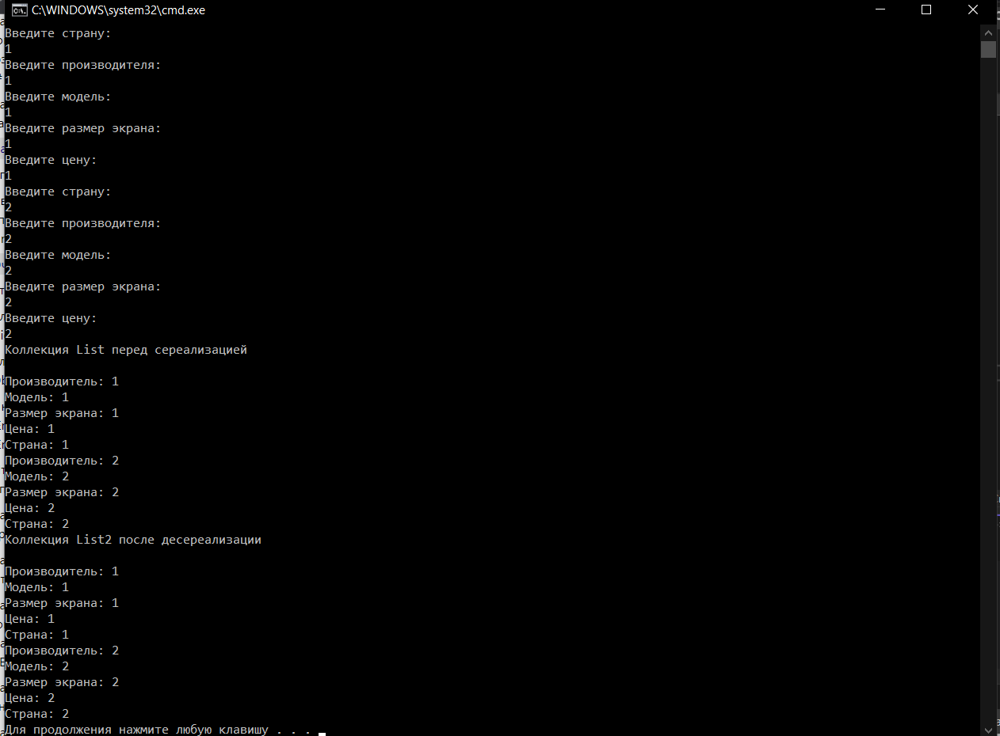 C:\WINDOWS\system32\cmd.exe
Введите страну:
1
Введите производителя:
1
Введите модель:
1
Введите размер экрана:
1
Введите цену:
1
Введите страну:
2
Введите производителя:
2
Введите модель:
2
Введите размер экрана:
2
Введите цену:
2
Коллекция List перед сереализацией
Производитель: 1
Модель: 1
Размер экрана: 1
Цена: 1
Страна: 1
Производитель: 2
Модель: 2
Размер экрана: 2
Цена: 2
Страна: 2
Коллекция List2 после десереализации
Производитель: 1
Модель: 1
Размер экрана: 1
Цена: 1
Страна: 1
Производитель: 2
Модель: 2
Размер экрана: 2
Цена: 2
Страна: 2
Для продолжения нажмите любую клавишу . . .